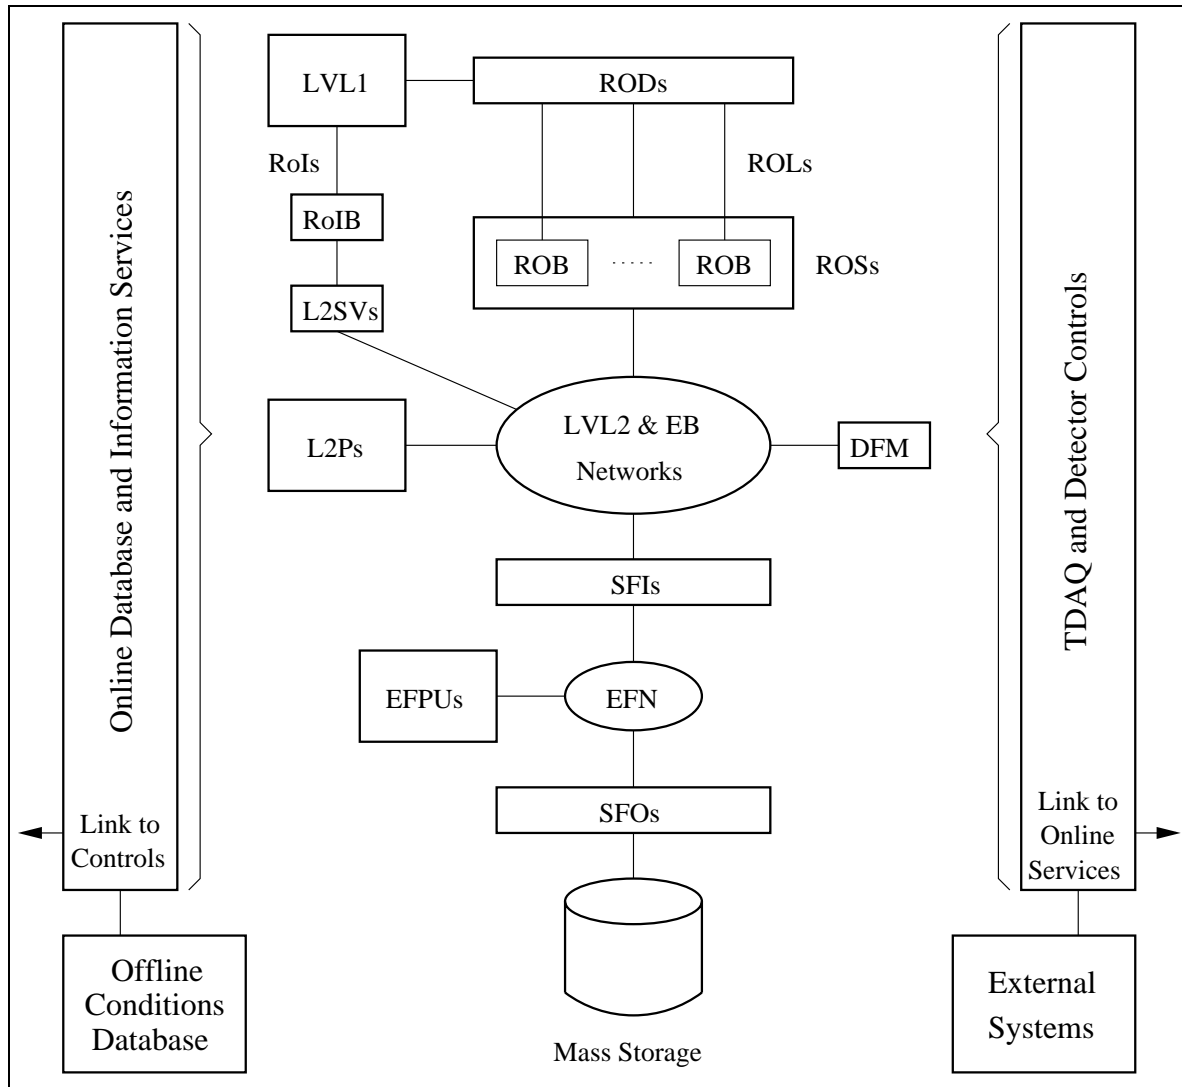 LVL1
RODs
RoIs
ROLs
RoIB
ROB
.....
ROB
ROSs
L2SVs
LVL2 & EB
Networks
L2Ps
DFM
SFIs
EFPUs
EFN
SFOs
Mass Storage
Online Database and Information Services
Link to
Controls
Offline
Conditions
Database
TDAQ and Detector Controls
Link to
Online
Services
External
Systems